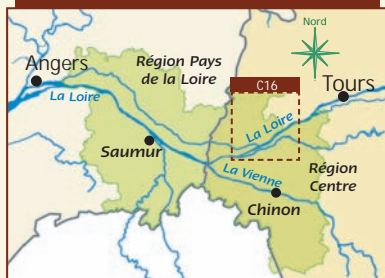 Nord
Région Pays
de la Loire
Angers
C16
Tours
La Loire
La Loire
Saumur
Région
Centre
La Vienne
Chinon